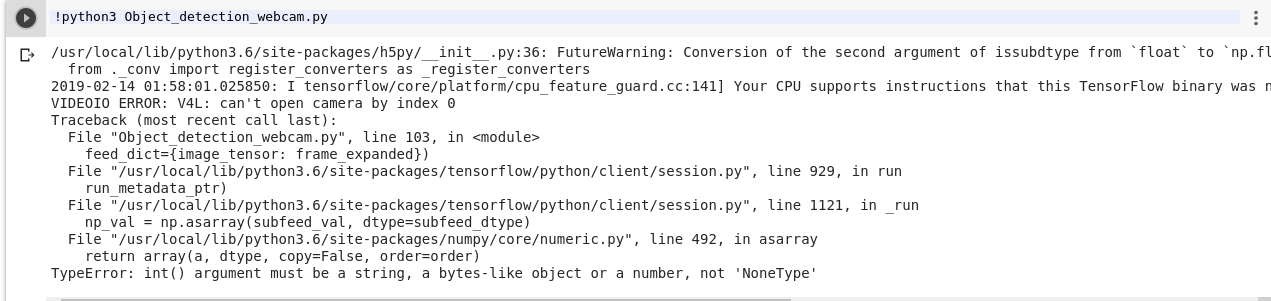 !python3 Object_detection_webcam.py
/usr/local/lib/python3.6/site-packages/h5py/__init__.py:36: FutureWarning: Conversion of the second argument of issubdtype from `float` to `np.fl
from ._conv import register_converters as _register_converters
2019-02-14 01:58:01.025850: I tensorflow/core/platform/cpu_feature_guard.cc:141] Your CPU supports instructions that this TensorFlow binary was n
VIDEOIO ERROR: V4L: can't open camera by index 0
Traceback (most recent call last):
File "Object_detection_webcam.py", line 103, in <module>
feed_dict={image_tensor: frame_expanded})
File "/usr/local/lib/python3.6/site-packages/tensorflow/python/client/session.py", line 929, in run
run_metadata_ptr)
File "/usr/local/lib/python3.6/site-packages/tensorflow/python/client/session.py", line 1121, in _run
np_val = np.asarray(subfeed_val, dtype=subfeed_dtype)
File "/usr/local/lib/python3.6/site-packages/numpy/core/numeric.py", line 492, in asarray
return array(a, dtype, copy=False, order=order)
TypeError: int() argument must be a string, a bytes-like object or a number, not 'NoneType'